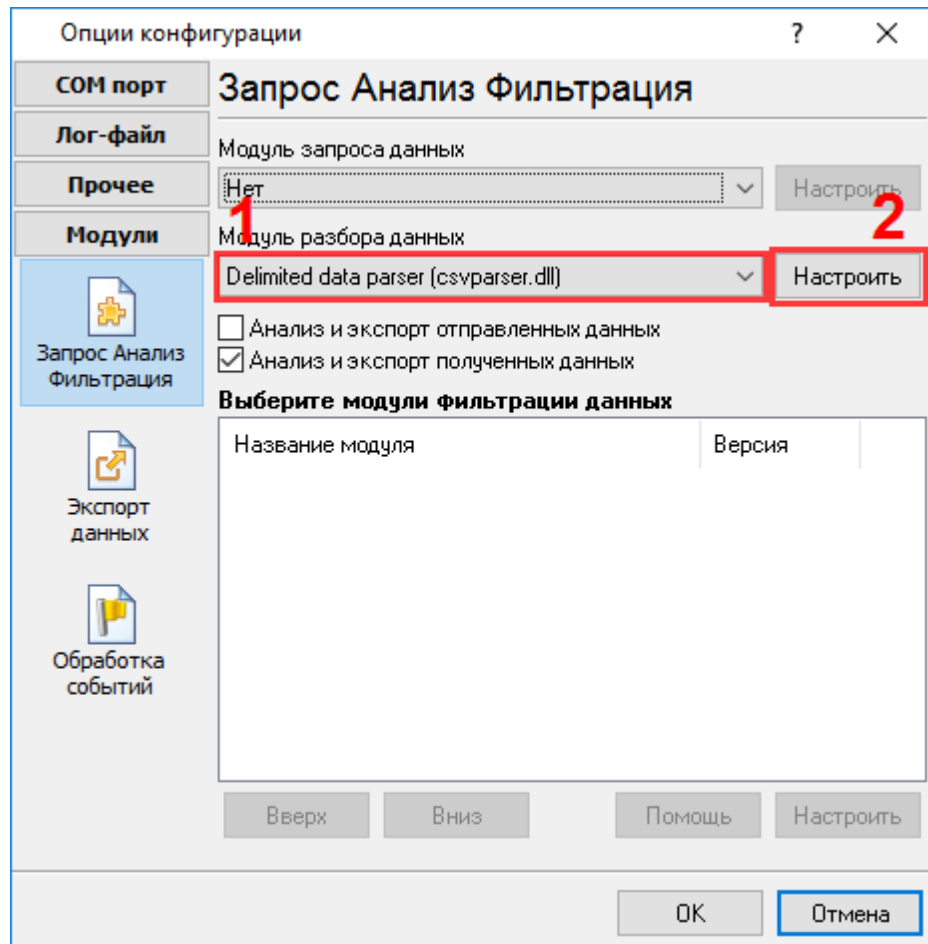 Опции конфигурации
?
COM порт
Лог-файл
Прочее
Модули
Запрос Анализ
Фильтрация
Экспорт
данных
Обработка
событий
Запрос Анализ Фильтрация
Модуль запроса данных
Нет
Настроить
1
2
Модуль разбора данных
Delimited data parser (csvparser.dll)
Настроить
Анализ и экспорт отправленных данных
Анализ и экспорт полученных данных
Выберите модули фильтрации данных
Название модуля
Версия
Вверх
Вниз
Помощь
Настроить
OK
Отмена